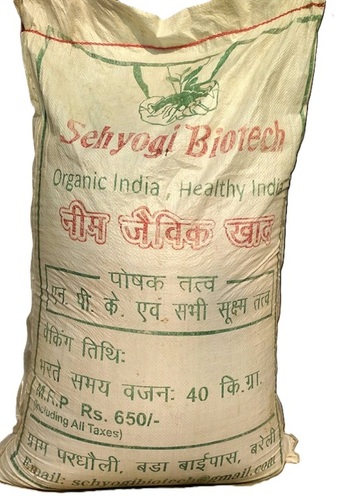 Sehyogi Biotech
Organic India, Healthy India
नीम जैविक खाद
पोषक तत्व
एन. पी. के. एवं सभी सूक्ष्म तत्व
पैकिंग तिथि:
भरते समय वजन: 40 कि.ग्रा.
M.R.P Rs. 650/-
(Including All Taxes)
ग्राम परधौली, बडा बाईपास, बरेली
Email: sehyogibiotech@gmail.com